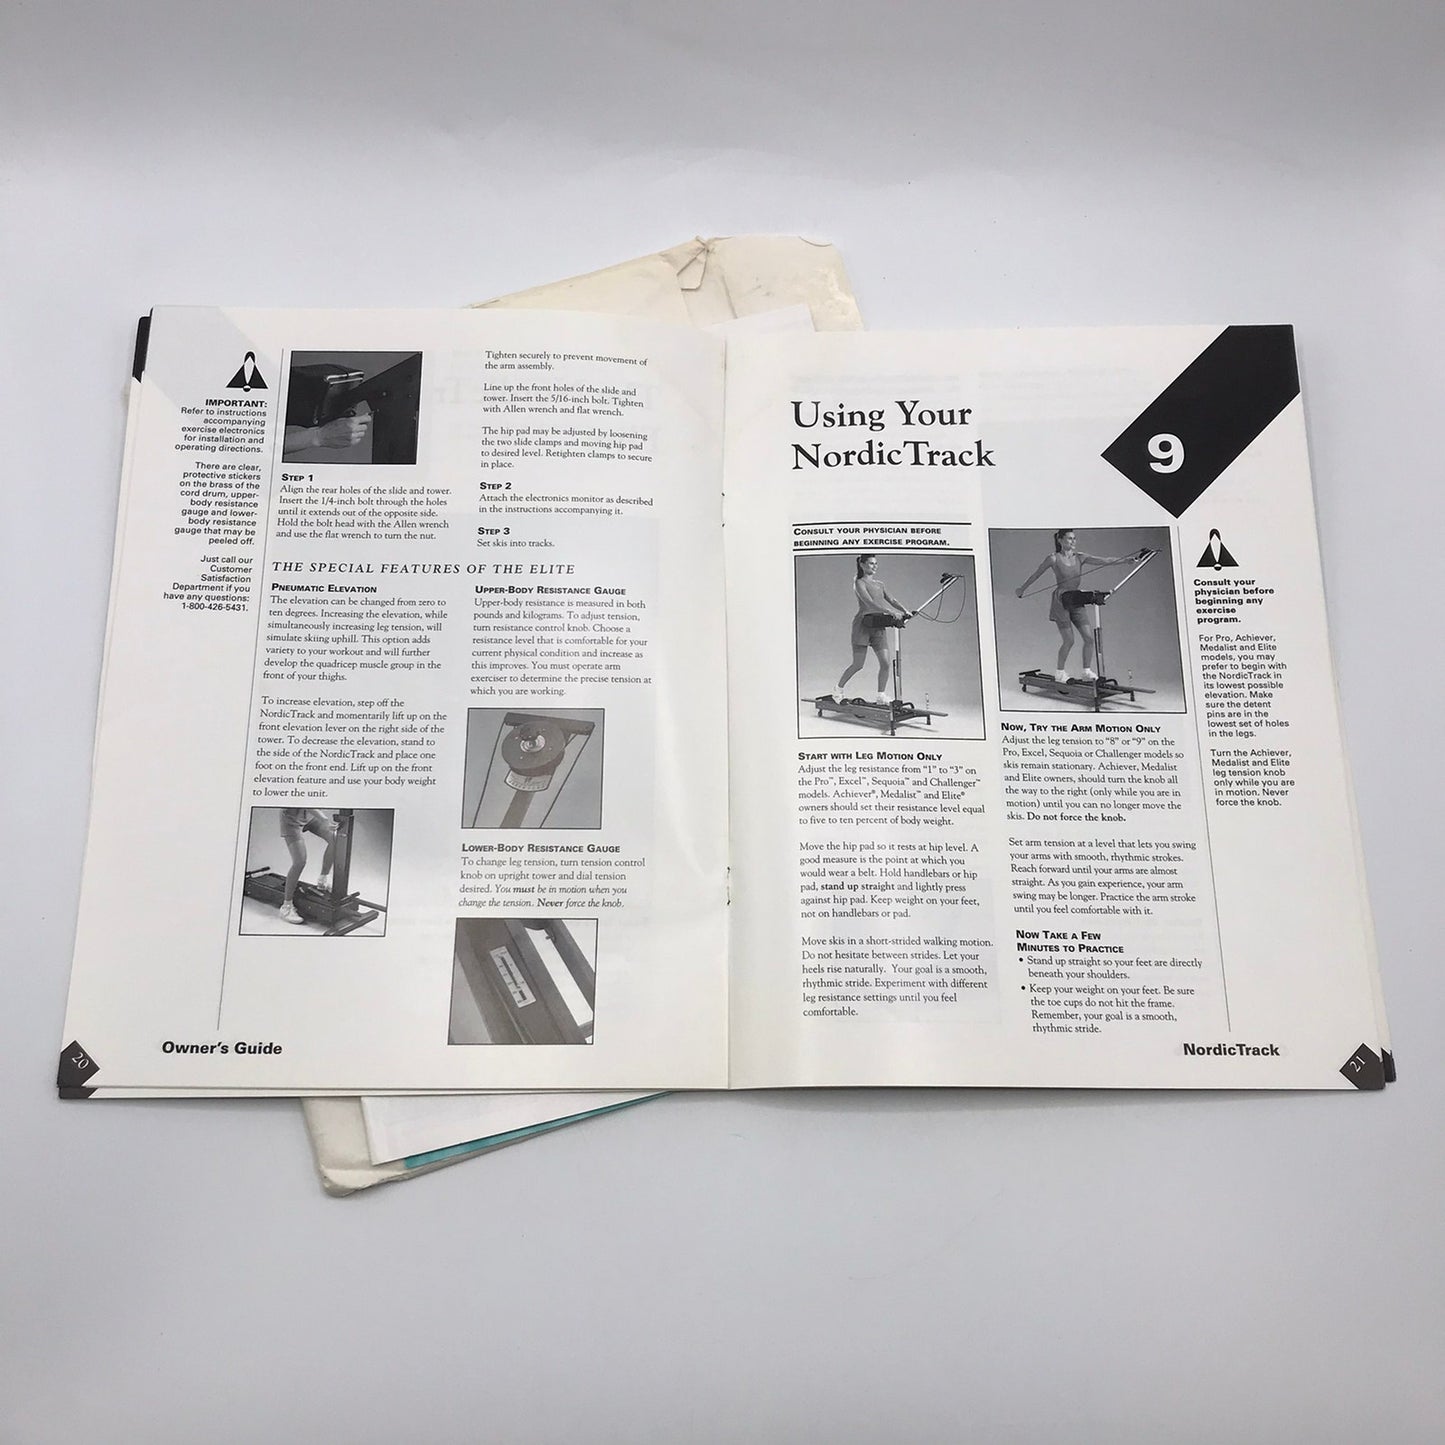 IMPORTANT:
Refer to instructions
accompanying
exercise electronics
for installation and
operating directions.
There are clear,
protective stickers
on the brass of the
cord drum, upper-
body resistance
gauge and lower-
body resistance
gauge that may be
peeled off.
Just call our
Customer
Satisfaction
Department if you
have any questions:
1-800-426-5431.
STEP 1
Align the rear holes of the slide and tower.
Insert the 1/4-inch bolt through the holes
until it extends out of the opposite side.
Hold the bolt head with the Allen wrench
and use the flat wrench to turn the nut.
Tighten securely to prevent movement of
the arm assembly.
Line up the front holes of the slide and
tower. Insert the 5/16-inch bolt. Tighten
with Allen wrench and flat wrench.
The hip pad may be adjusted by loosening
the two slide clamps and moving hip pad
to desired level. Retighten clamps to secure
in place.
STEP 2
Attach the electronics monitor as described
in the instructions accompanying it.
STEP 3
Set skis into tracks.
THE SPECIAL FEATURES OF THE ELITE
PNEUMATIC ELEVATION
The elevation can be changed from zero to
ten degrees. Increasing the elevation, while
simultaneously increasing leg tension, will
simulate skiing uphill. This option adds
variety to your workout and will further
develop the quadricep muscle group in the
front of your thighs.
To increase elevation, step off the
NordicTrack and momentarily lift up on the
front elevation lever on the right side of the
tower. To decrease the elevation, stand to
the side of the NordicTrack and place one
foot on the front end. Lift up on the front
elevation feature and use your body weight
to lower the unit.
UPPER-BODY RESISTANCE GAUGE
Upper-body resistance is measured in both
pounds and kilograms. To adjust tension,
turn resistance control knob. Choose a
resistance level that is comfortable for your
current physical condition and increase as
this improves. You must operate arm
exerciser to determine the precise tension at
which you are working.
LOWER-BODY RESISTANCE GAUGE
To change leg tension, turn tension control
knob on upright tower and dial tension
desired. You must be in motion when you
change the tension. Never force the knob.
Owner's Guide
20
Using Your
NordicTrack
9
CONSULT YOUR PHYSICIAN BEFORE
BEGINNING ANY EXERCISE PROGRAM.
START WITH LEG MOTION ONLY
Adjust the leg resistance from "1" to "3" on
the Pro™, Excel™, Sequoia™ and Challenger™
models. Achiever®, Medalist™ and Elite®
owners should set their resistance level equal
to five to ten percent of body weight.
Move the hip pad so it rests at hip level. A
good measure is the point at which you
would wear a belt. Hold handlebars or hip
pad, stand up straight and lightly press
against hip pad. Keep weight on your feet,
not on handlebars or pad.
Move skis in a short-strided walking motion.
Do not hesitate between strides. Let your
heels rise naturally. Your goal is a smooth,
rhythmic stride. Experiment with different
leg resistance settings until you feel
comfortable.
NOW, TRY THE ARM MOTION ONLY
Adjust the leg tension to "8" or "9" on the
Pro, Excel, Sequoia or Challenger models so
skis remain stationary. Achiever, Medalist
and Elite owners, should turn the knob all
the way to the right (only while you are in
motion) until you can no longer move the
skis. Do not force the knob.
Set arm tension at a level that lets you swing
your arms with smooth, rhythmic strokes.
Reach forward until your arms are almost
straight. As you gain experience, your arm
swing may be longer. Practice the arm stroke
until you feel comfortable with it.
NOW TAKE A FEW
MINUTES TO PRACTICE
• Stand up straight so your feet are directly
beneath your shoulders.
• Keep your weight on your feet. Be sure
the toe cups do not hit the frame.
Remember, your goal is a smooth,
rhythmic stride.
Consult your
physician before
beginning any
exercise
program.
For Pro, Achiever,
Medalist and Elite
models, you may
prefer to begin with
the NordicTrack in
its lowest possible
elevation. Make
sure the detent
pins are in the
lowest set of holes
in the legs.
Turn the Achiever,
Medalist and Elite
leg tension knob
only while you are
in motion. Never
force the knob.
NordicTrack
21